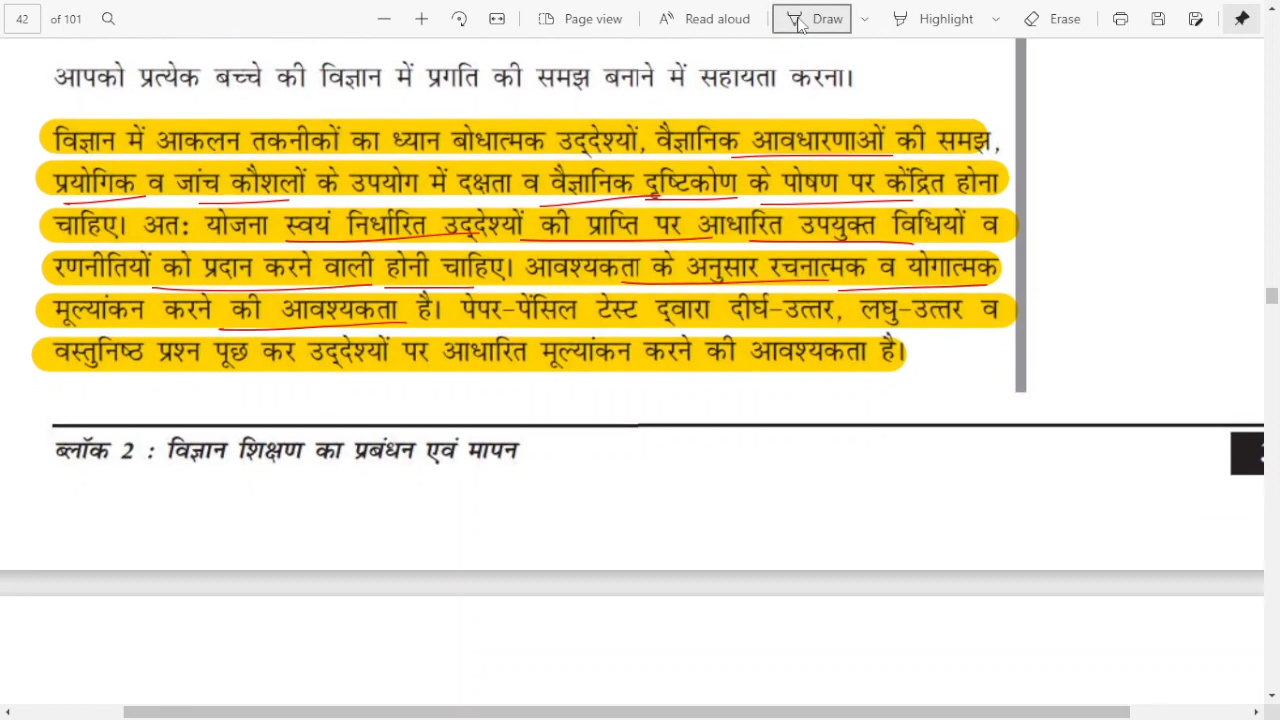 42 of 101 Page view Read aloud Draw Highlight Erase
आपको प्रत्येक बच्चे की विज्ञान में प्रगति की समझ बनाने में सहायता करना।
विज्ञान में आकलन तकनीकों का ध्यान बोधात्मक उद्‌देश्यों, वैज्ञानिक आवधारणाओं की समझ,
प्रयोगिक व जांच कौशलों के उपयोग में दक्षता व वैज्ञानिक दृष्टिकोण के पोषण पर केंद्रित होना
चाहिए। अतः योजना स्वयं निर्धारित उद्‌देश्यों की प्राप्ति पर आधारित उपयुक्त विधियों व
रणनीतियों को प्रदान करने वाली होनी चाहिए। आवश्यकता के अनुसार रचनात्मक व योगात्मक
मूल्यांकन करने की आवश्यकता है। पेपर-पेंसिल टेस्ट द्‌वारा दीर्घ-उत्तर, लघु-उत्तर व
वस्तुनिष्ठ प्रश्न पूछ कर उद्‌देश्यों पर आधारित मूल्यांकन करने की आवश्यकता है।
ब्लॉक 2 : विज्ञान शिक्षण का प्रबंधन एवं मापन